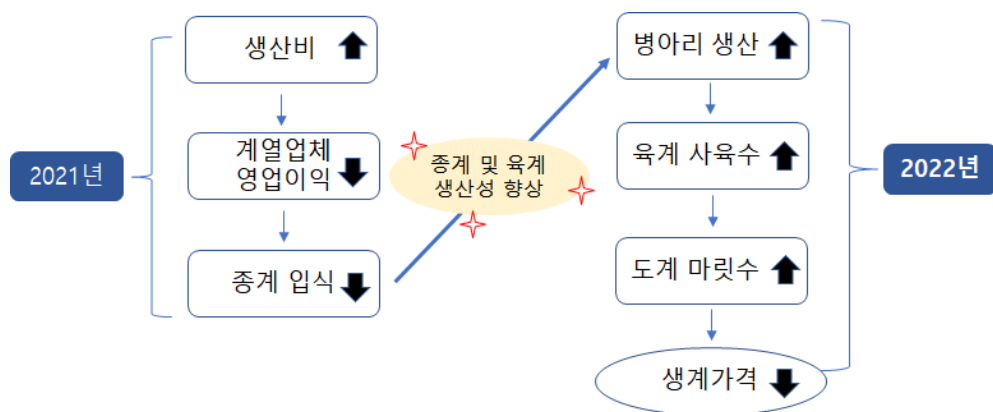 2021년
생산비
계열업체
영업이익
종계 입식
종계 및 육계
생산성 향상
병아리 생산
육계 사육수
도계 마릿수
생계가격
2022년